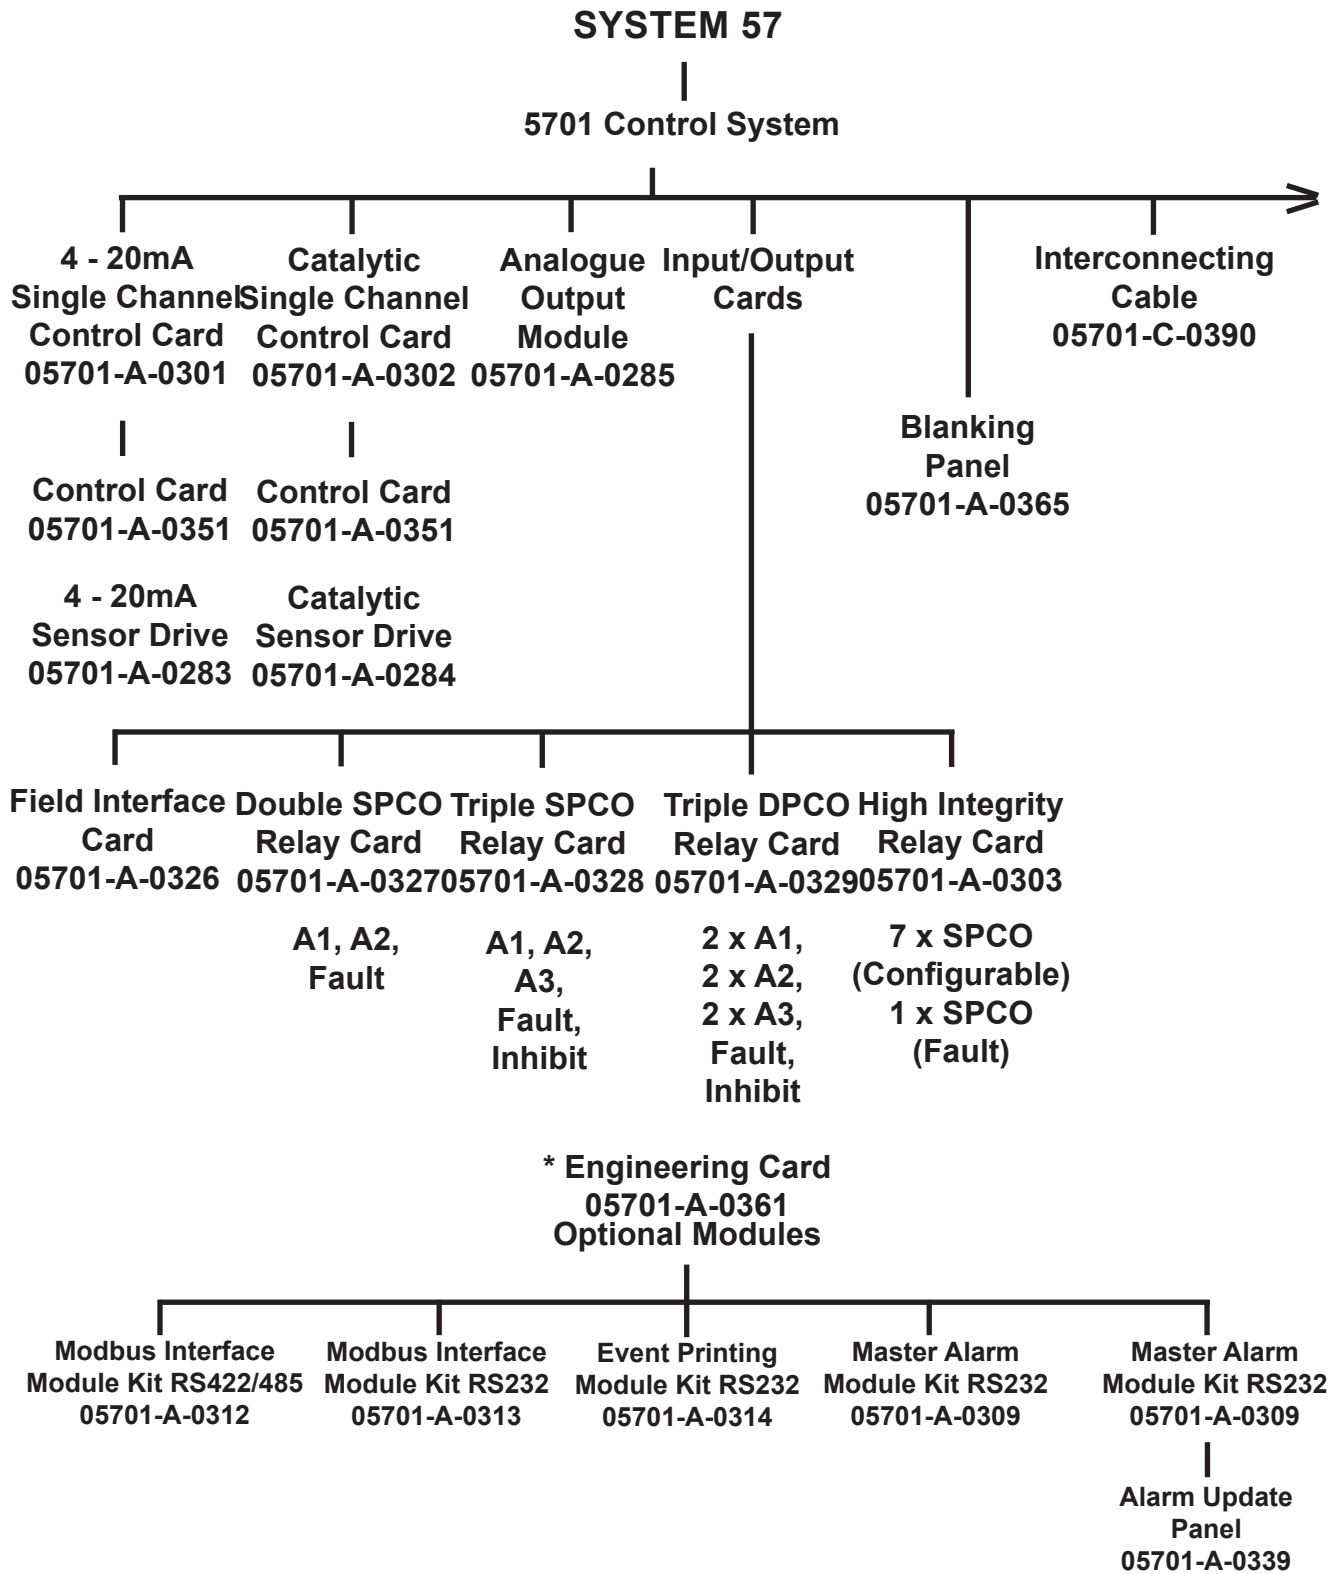 SYSTEM 57
5701 Control System
4 - 20mA
Single Channel
Control Card
05701-A-0301
Catalytic
Single Channel
Control Card
05701-A-0302
Analogue
Output
Module
05701-A-0285
Input/Output
Cards
Interconnecting
Cable
05701-C-0390
Blanking
Panel
05701-A-0365
Control Card
05701-A-0351
Control Card
05701-A-0351
4 - 20mA
Sensor Drive
05701-A-0283
Catalytic
Sensor Drive
05701-A-0284
Field Interface
Card
05701-A-0326
Double SPCO
Relay Card
05701-A-0327
A1, A2,
Fault
Triple SPCO
Relay Card
05701-A-0328
A1, A2,
A3,
Fault,
Inhibit
Triple DPCO
Relay Card
05701-A-0329
2 x A1,
2 x A2,
2 x A3,
Fault,
Inhibit
High Integrity
Relay Card
05701-A-0303
7 x SPCO
(Configurable)
1 x SPCO
(Fault)
* Engineering Card
05701-A-0361
Optional Modules
Modbus Interface
Module Kit RS422/485
05701-A-0312
Modbus Interface
Module Kit RS232
05701-A-0313
Event Printing
Module Kit RS232
05701-A-0314
Master Alarm
Module Kit RS232
05701-A-0309
Master Alarm
Module Kit RS232
05701-A-0309
Alarm Update
Panel
05701-A-0339